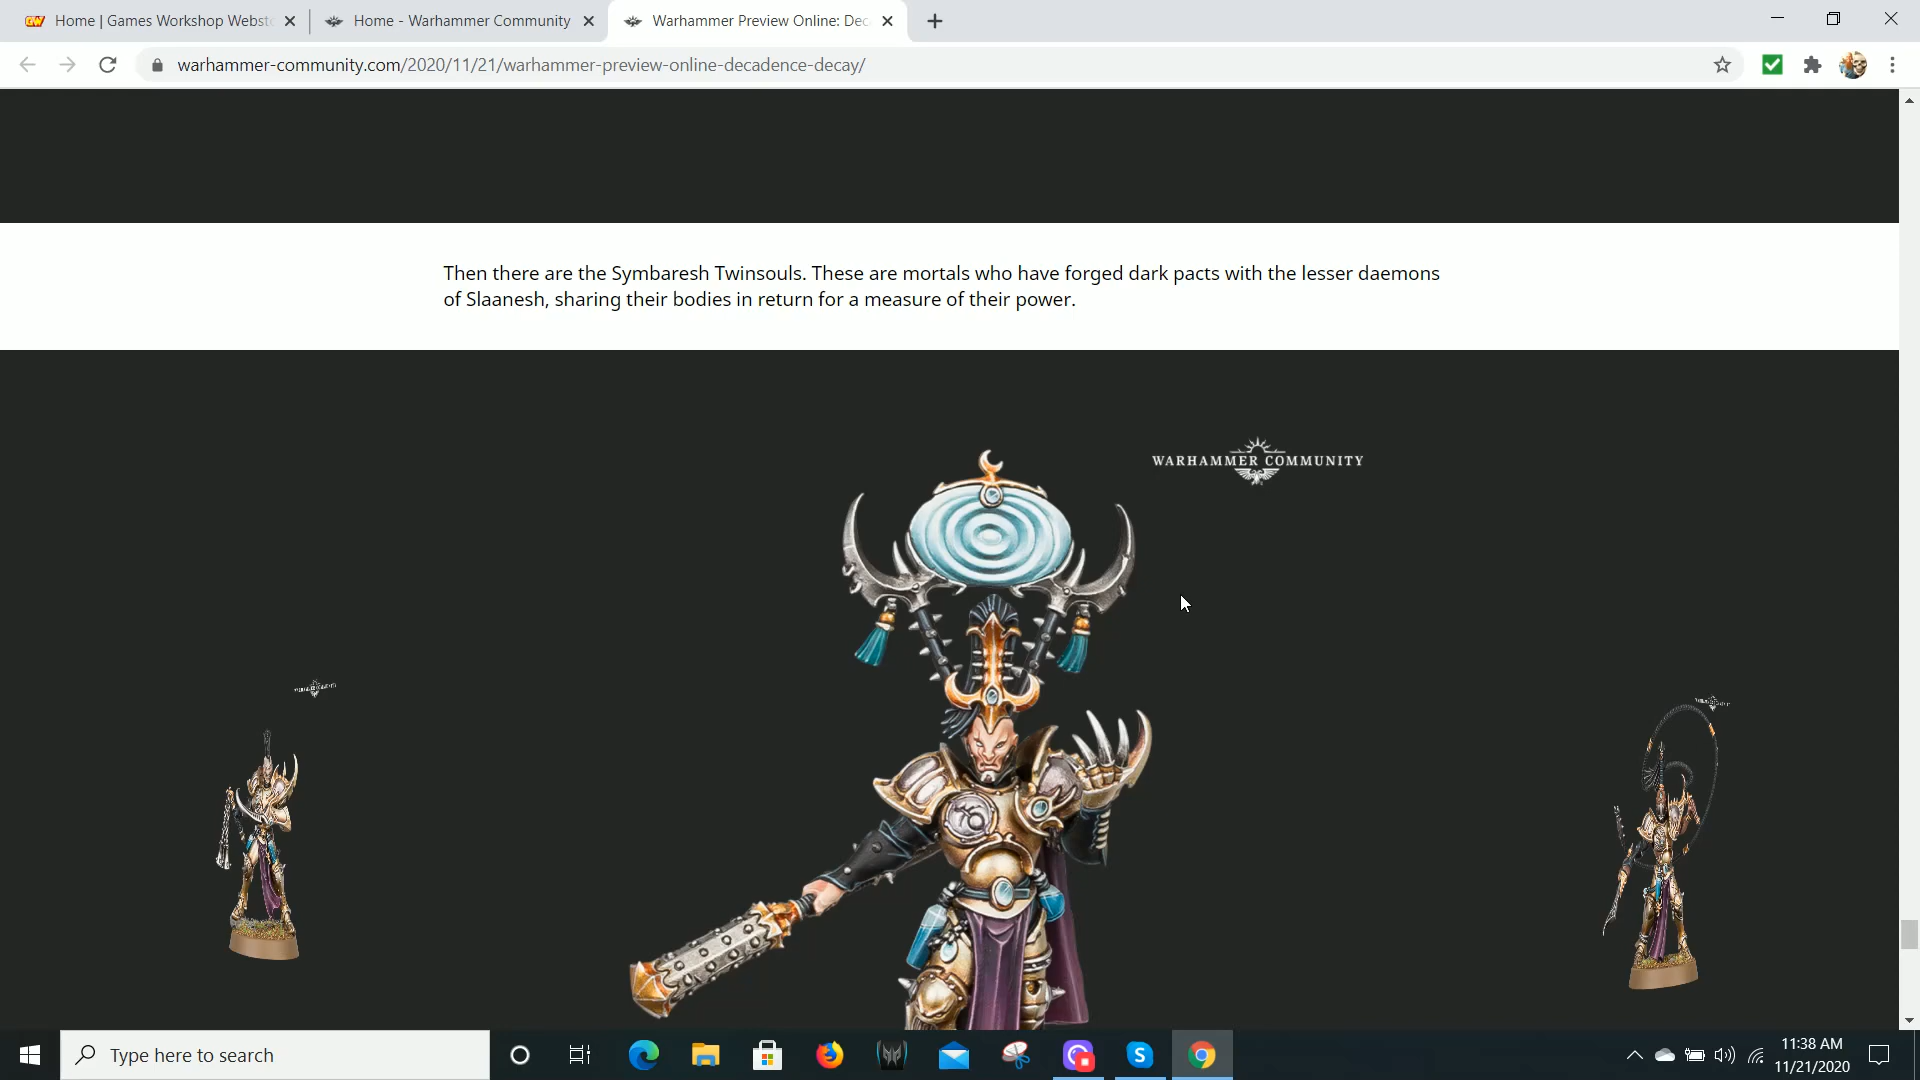 Home | Games Workshop Webst
Home - Warhammer Community
Warhammer Preview Online: Dec
warhammer-community.com/2020/11/21/warhammer-preview-online-decadence-decay/
Then there are the Symbaresh Twinsouls. These are mortals who have forged dark pacts with the lesser daemons
of Slaanesh, sharing their bodies in return for a measure of their power.
WARHAMMER COMMUNITY
Type here to search
11:38 AM
11/21/2020